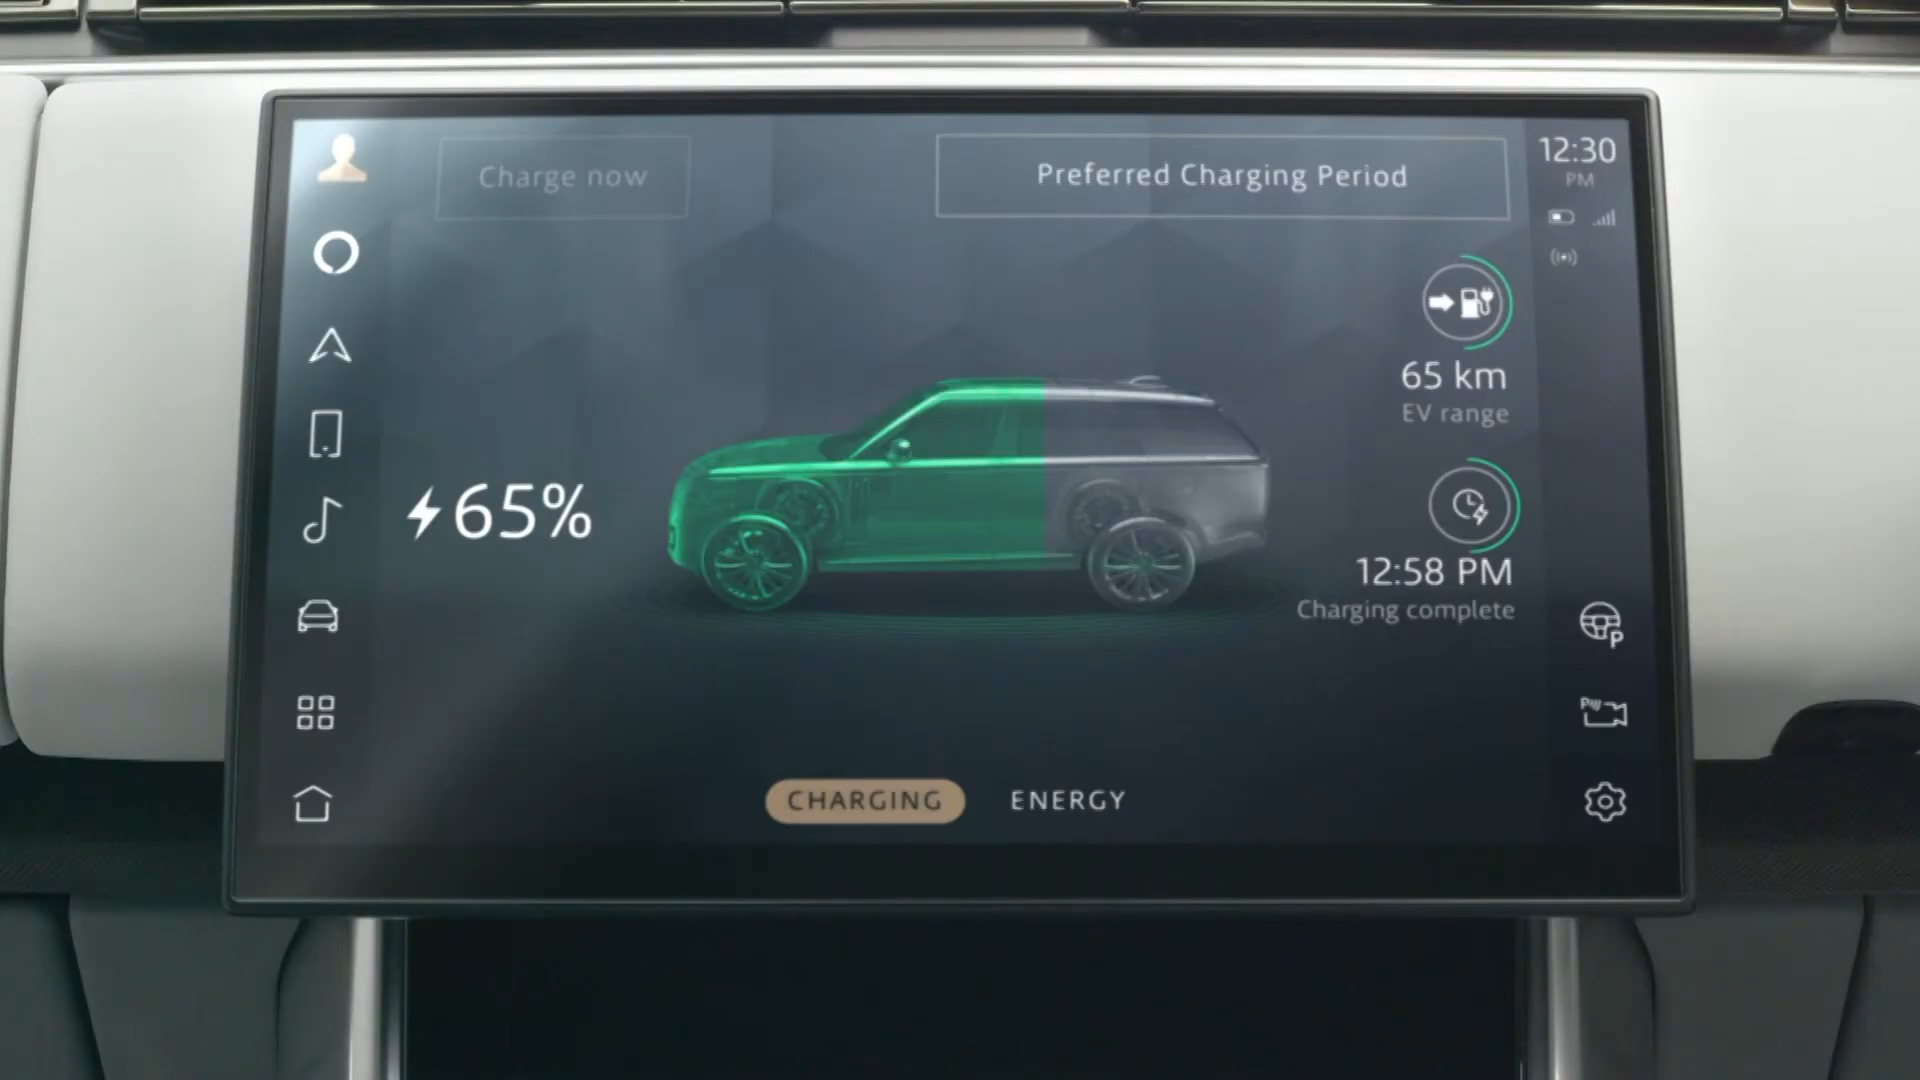 Charge now
Preferred Charging Period
12:30
PM
65 km
EV range
65%
12:58 PM
Charging complete
P
P
CHARGING
ENERGY